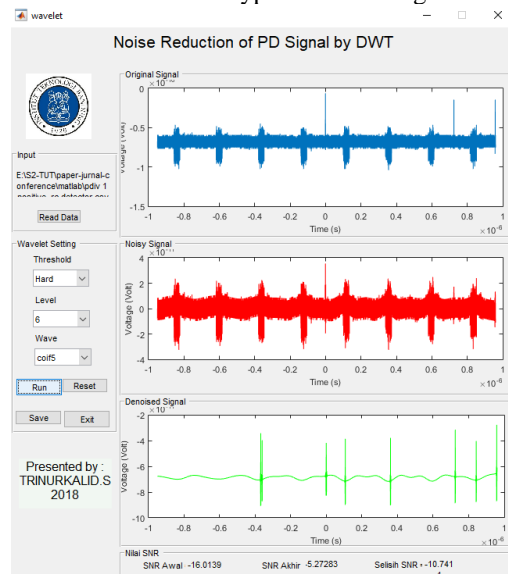 wavelet
Noise Reduction of PD Signal by DWT
INSTITUT TEKNOLOGI BANDUNG
1920
Input
E:\S2-TUT\paper-jurnal-c
onference\matlab\pdiv 1
Read Data
Wavelet Setting
Threshold
Hard
Level
6
Wave
coif5
Run Reset
Save Exit
Presented by :
TRINURKALID.S
2018
Original Signal
0
-0.5
-1
-1.5
Voltage (Volt)
-1 -0.8 -0.6 -0.4 -0.2 0 0.2 0.4 0.6 0.8 1
Time (s)
×10⁻⁶
Noisy Signal
4
2
0
-2
-4
Voltage (Volt)
-1 -0.8 -0.6 -0.4 -0.2 0 0.2 0.4 0.6 0.8 1
Time (s)
×10⁻⁶
Denoised Signal
-2
-4
-6
-8
-10
Voltage (Volt)
-1 -0.8 -0.6 -0.4 -0.2 0 0.2 0.4 0.6 0.8 1
Time (s)
×10⁻⁶
Nilai SNR
SNR Awal -16.0139 SNR Akhir -5.27283 Selisih SNR -10.741